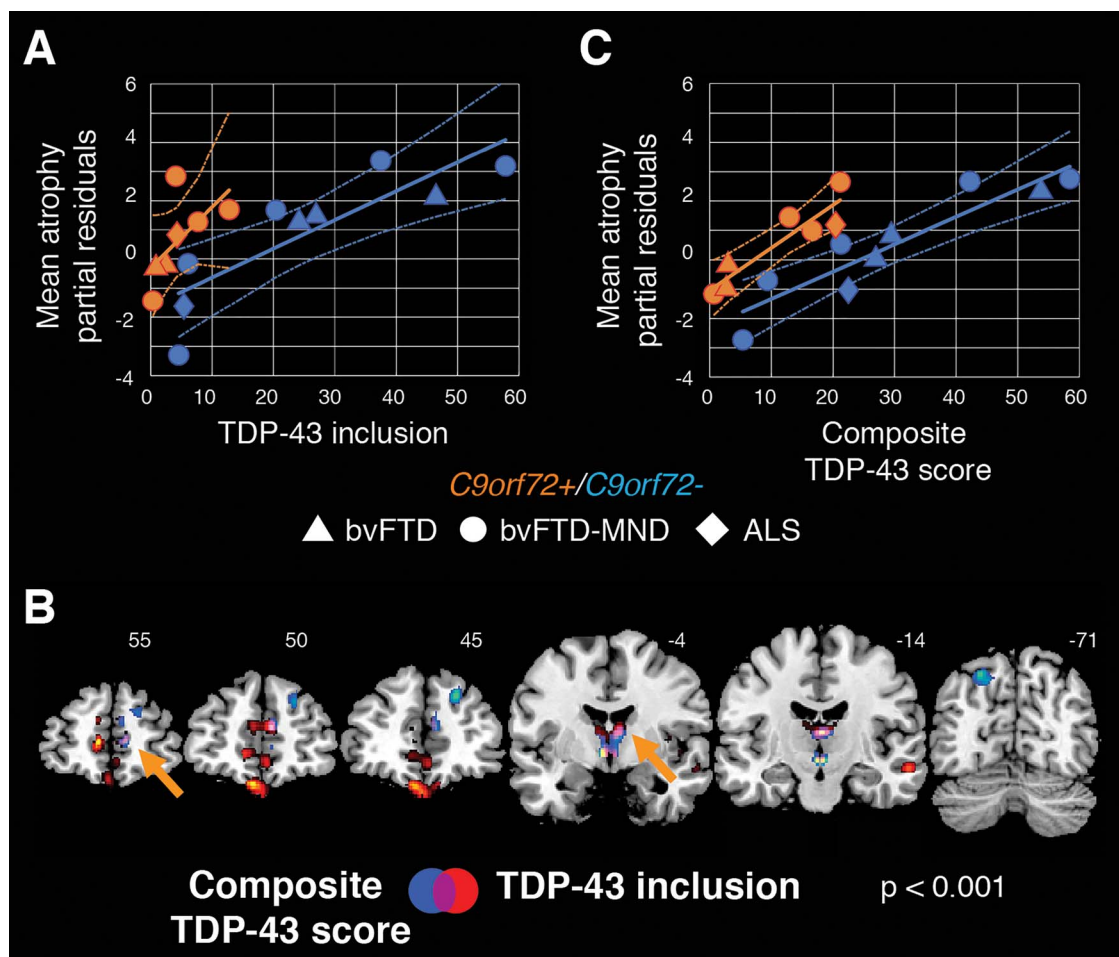 A
6
4
2
0
-2
-4
Mean atrophy
partial residuals
0 10 20 30 40 50 60
TDP-43 inclusion
C
6
4
2
0
-2
-4
Mean atrophy
partial residuals
0 10 20 30 40 50 60
Composite
TDP-43 score
C9orf72+/C9orf72-
bvFTD bvFTD-MND ALS
B
55 50 45 -4 -14 -71
Composite
TDP-43 score
TDP-43 inclusion
p < 0.001